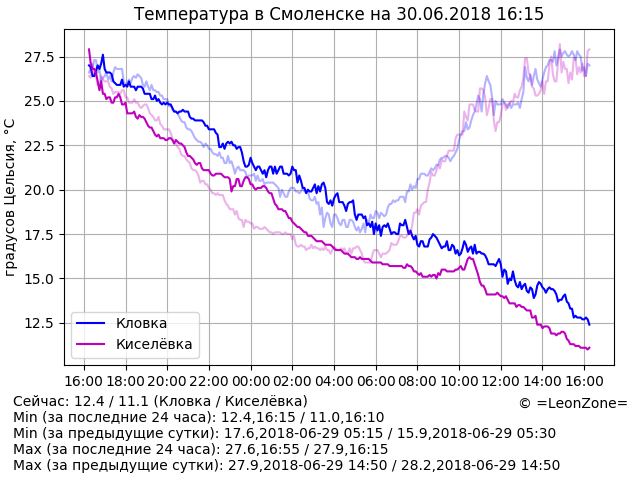 Температура в Смоленске на 30.06.2018 16:15
градусов Цельсия, °C
27.5
25.0
22.5
20.0
17.5
15.0
12.5
Кловка
Киселёвка
16:00 18:00 20:00 22:00 00:00 02:00 04:00 06:00 08:00 10:00 12:00 14:00 16:00
Сейчас: 12.4 / 11.1 (Кловка / Киселёвка)
© =LeonZone=
Min (за последние 24 часа): 12.4,16:15 / 11.0,16:10
Min (за предыдущие сутки): 17.6,2018-06-29 05:15 / 15.9,2018-06-29 05:30
Max (за последние 24 часа): 27.6,16:55 / 27.9,16:15
Max (за предыдущие сутки): 27.9,2018-06-29 14:50 / 28.2,2018-06-29 14:50